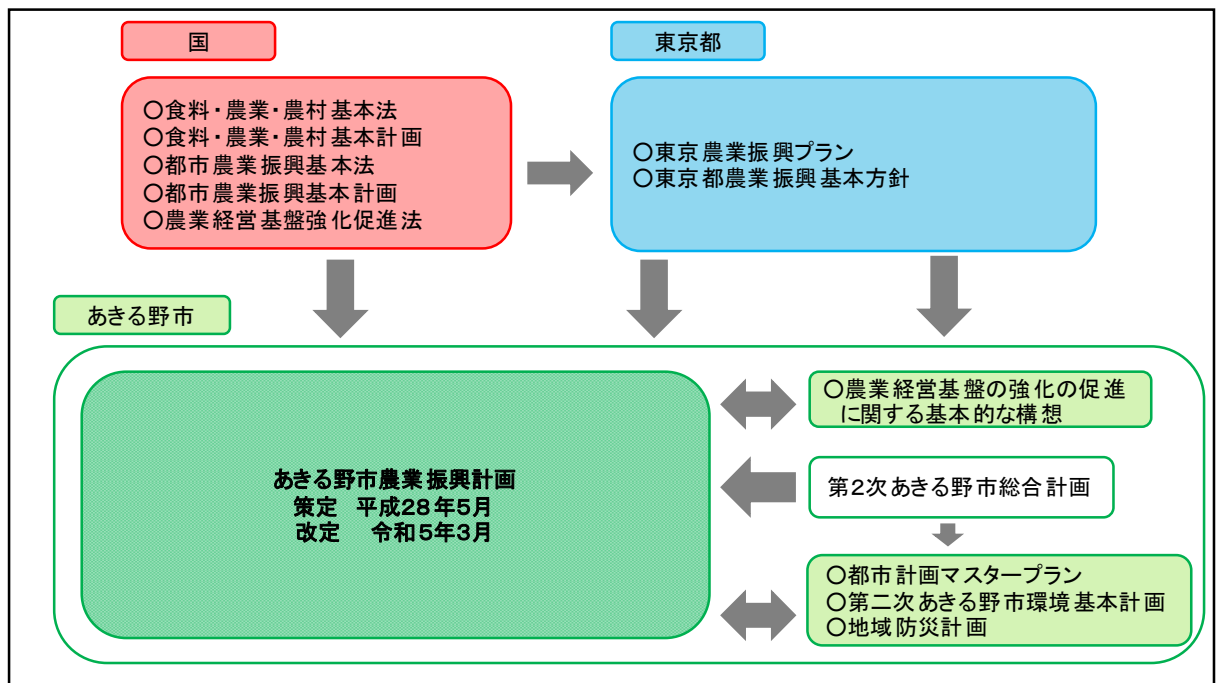 国
○食料・農業・農村基本法
○食料・農業・農村基本計画
○都市農業振興基本法
○都市農業振興基本計画
○農業経営基盤強化促進法
東京都
○東京農業振興プラン
○東京都農業振興基本方針
あきる野市
あきる野市農業振興計画
策定　平成28年5月
改定　令和5年3月
○農業経営基盤の強化の促進
に関する基本的な構想
第2次あきる野市総合計画
○都市計画マスタープラン
○第二次あきる野市環境基本計画
○地域防災計画